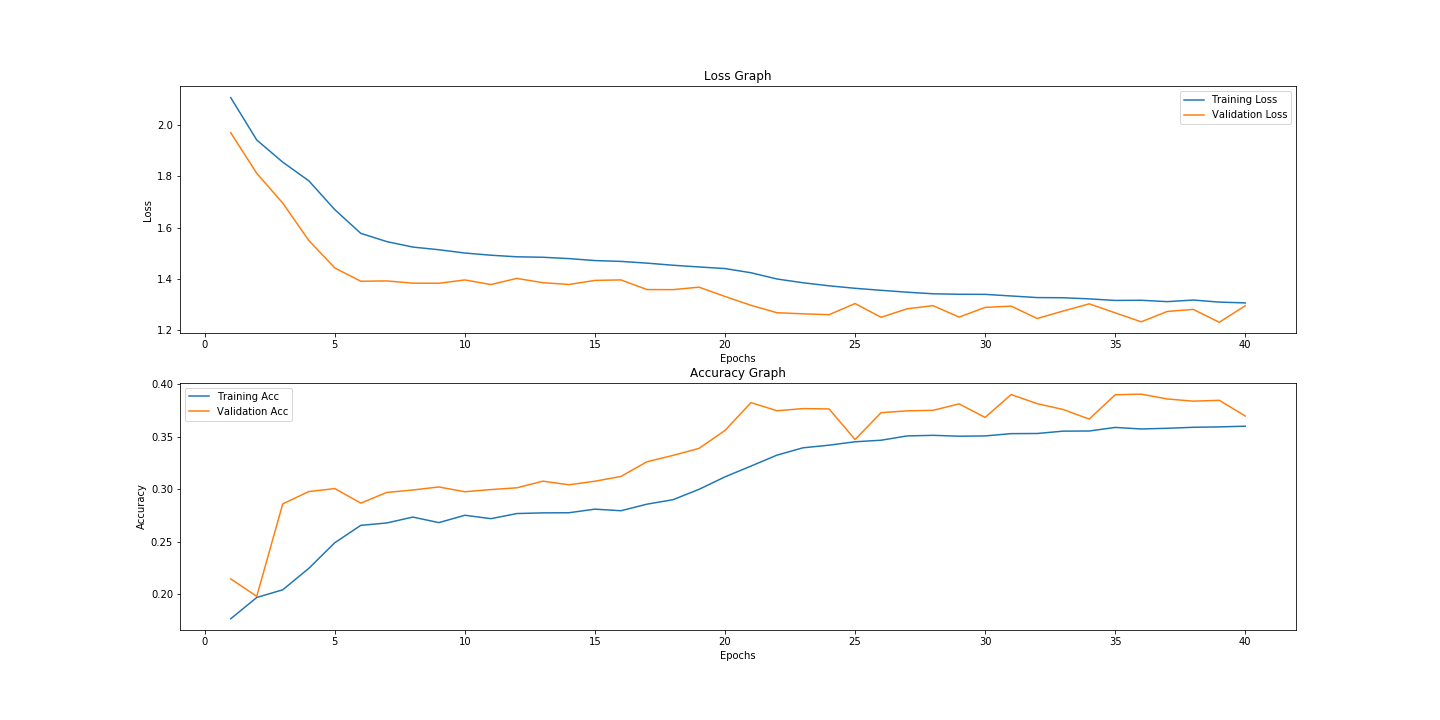 Loss Graph
Training Loss
Validation Loss
2.0
1.8
1.6
1.4
1.2
Loss
0 5 10 15 20 25 30 35 40
Epochs
Accuracy Graph
Training Acc
Validation Acc
0.40
0.35
0.30
0.25
0.20
Accuracy
0 5 10 15 20 25 30 35 40
Epochs